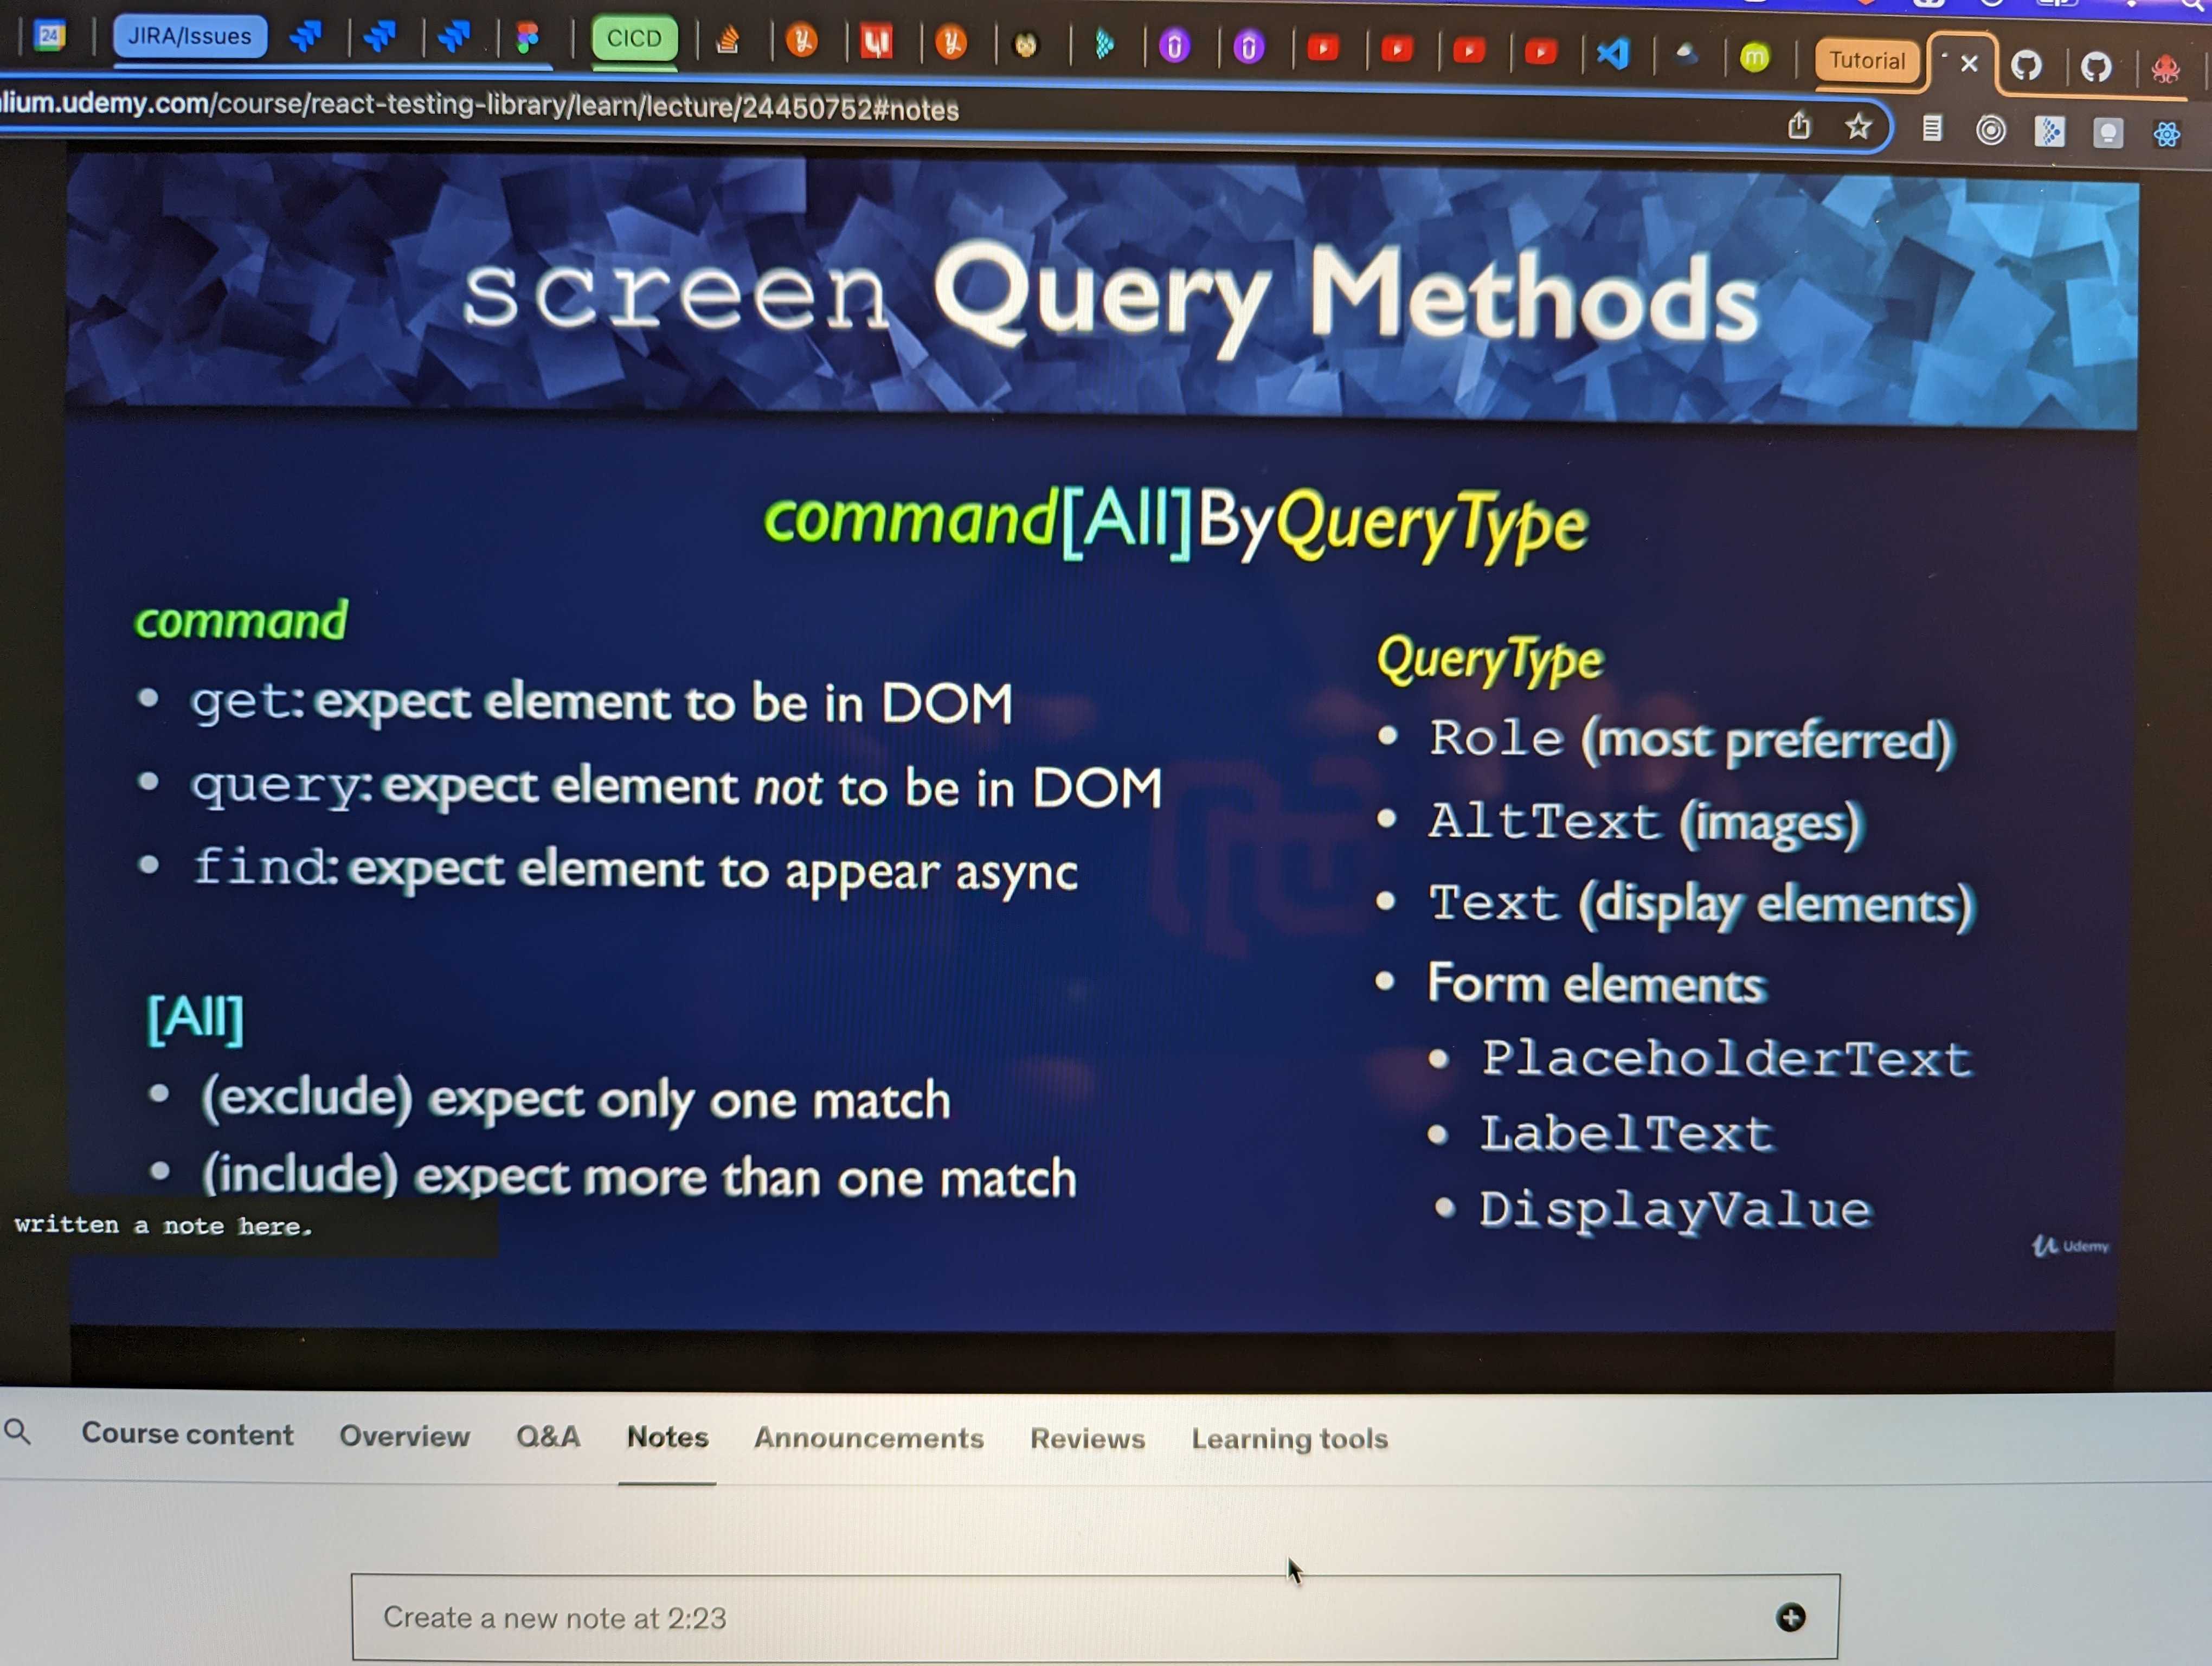 24
JIRA/Issues
CICD
Tutorial
lium.udemy.com/course/react-testing-library/learn/lecture/24450752#notes
screen Query Methods
command[All]ByQueryType
command
• get: expect element to be in DOM
• query: expect element not to be in DOM
• find: expect element to appear async
[All]
• (exclude) expect only one match
• (include) expect more than one match
QueryType
• Role (most preferred)
• AltText (images)
• Text (display elements)
• Form elements
• PlaceholderText
• LabelText
• DisplayValue
written a note here.
Udemy
Course content Overview Q&A Notes Announcements Reviews Learning tools
Create a new note at 2:23